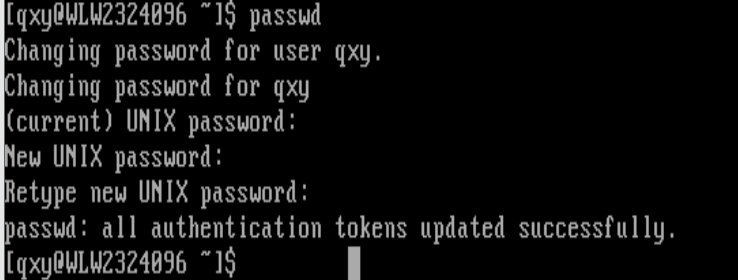 [qxy@WLW2324096 ~]$ passwd
Changing password for user qxy.
Changing password for qxy
(current) UNIX password:
New UNIX password:
Retype new UNIX password:
passwd: all authentication tokens updated successfully.
[qxy@WLW2324096 ~]$